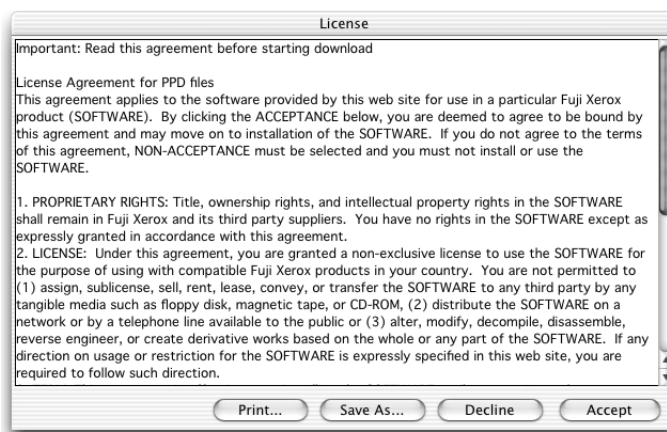 License
Important: Read this agreement before starting download
License Agreement for PPD files
This agreement applies to the software provided by this web site for use in a particular Fuji Xerox
product (SOFTWARE).  By clicking the ACCEPTANCE below, you are deemed to agree to be bound by
this agreement and may move on to installation of the SOFTWARE.  If you do not agree to the terms
of this agreement, NON-ACCEPTANCE must be selected and you must not install or use the
SOFTWARE.
1. PROPRIETARY RIGHTS: Title, ownership rights, and intellectual property rights in the SOFTWARE
shall remain in Fuji Xerox and its third party suppliers.  You have no rights in the SOFTWARE except as
expressly granted in accordance with this agreement.
2. LICENSE:  Under this agreement, you are granted a non-exclusive license to use the SOFTWARE for
the purpose of using with compatible Fuji Xerox products in your country.  You are not permitted to
(1) assign, sublicense, sell, rent, lease, convey, or transfer the SOFTWARE to any third party by any
tangible media such as floppy disk, magnetic tape, or CD-ROM, (2) distribute the SOFTWARE on a
network or by a telephone line available to the public or (3) alter, modify, decompile, disassemble,
reverse engineer, or create derivative works based on the whole or any part of the SOFTWARE.  If any
direction on usage or restriction for the SOFTWARE is expressly specified in this web site, you are
required to follow such direction.
Print... Save As... Decline Accept